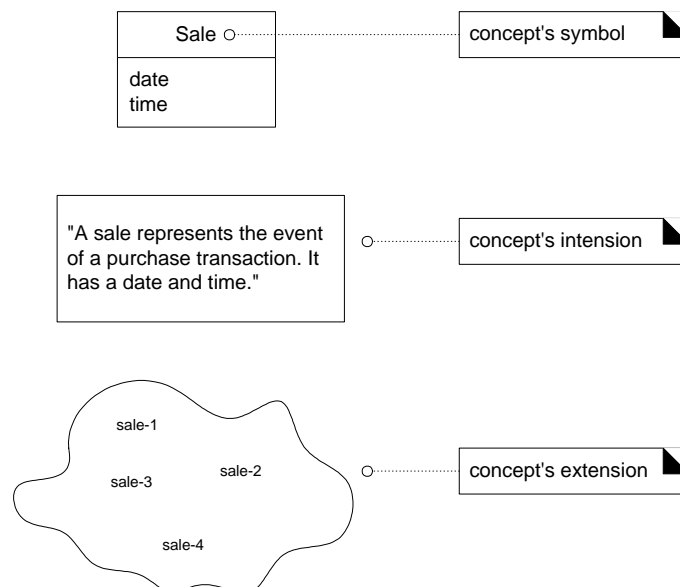 Sale
concept's symbol
date
time
"A sale represents the event
of a purchase transaction. It
has a date and time."
concept's intension
sale-1
sale-2
sale-3
concept's extension
sale-4